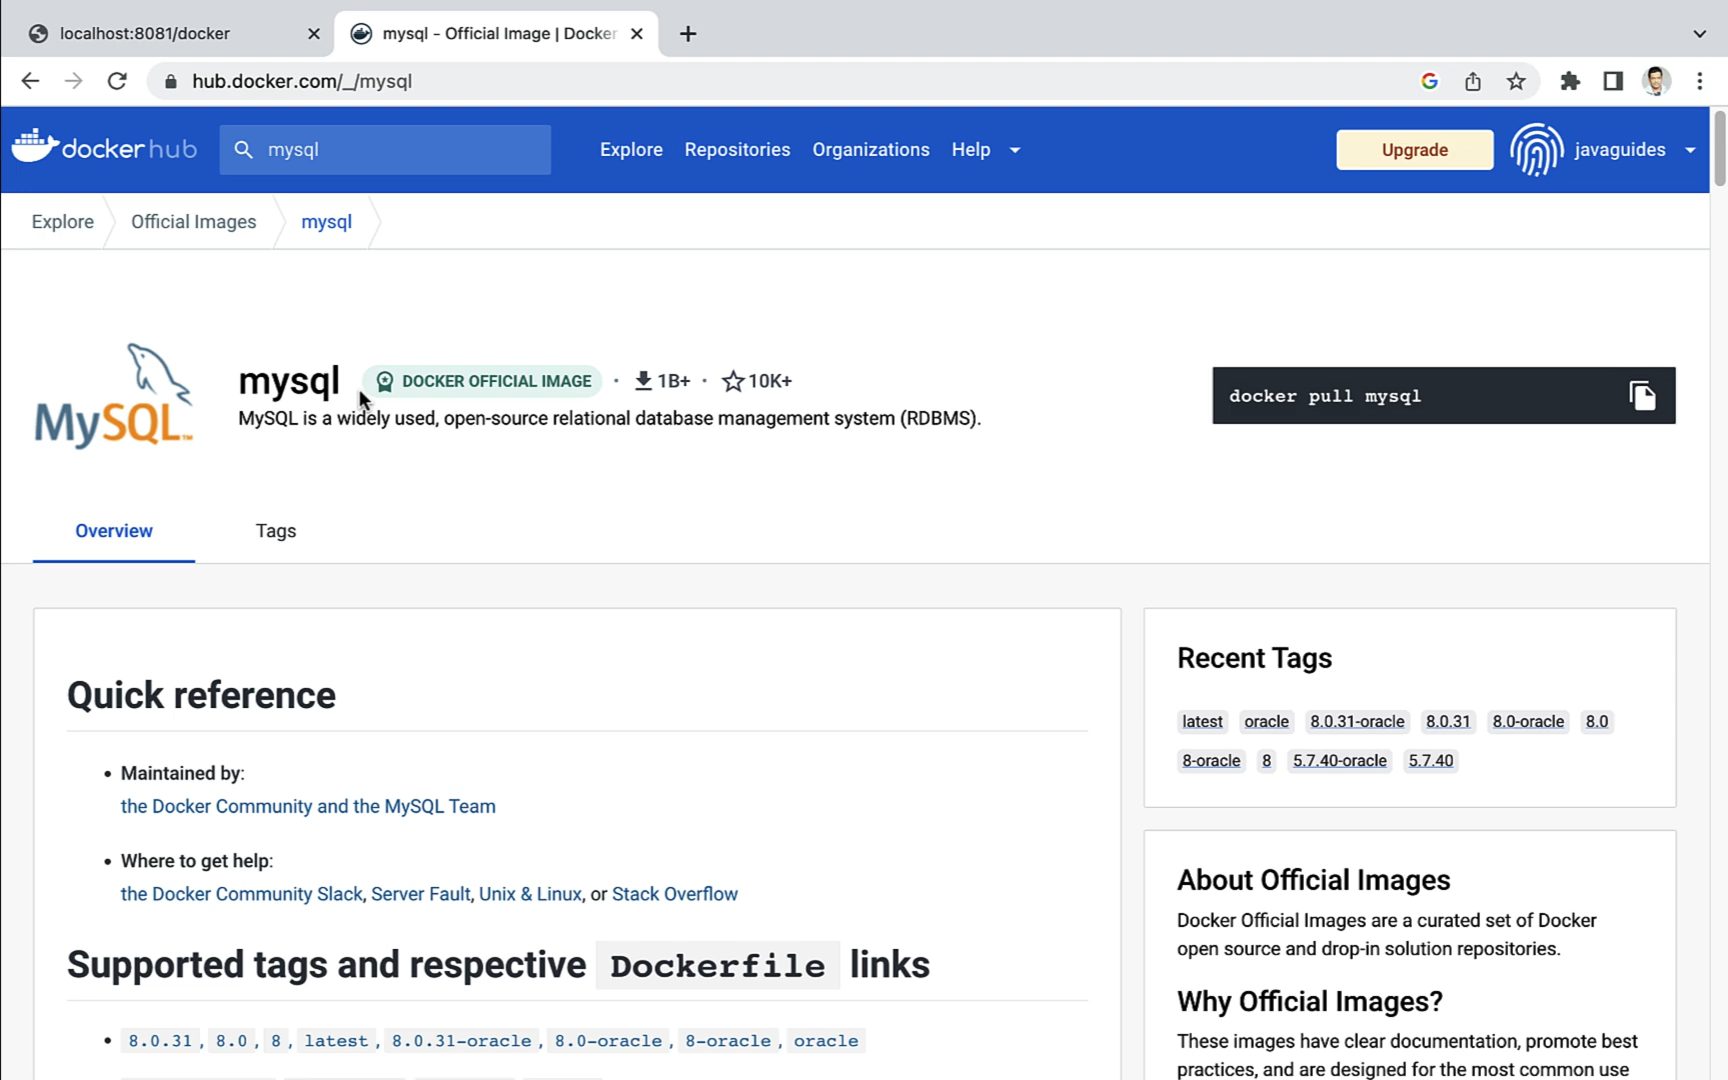 localhost:8081/docker
mysql - Official Image | Docker
hub.docker.com/_/mysql
docker hub
mysql
Explore
Repositories
Organizations
Help
Upgrade
javaguides
Explore
Official Images
mysql
MySQL™
mysql
DOCKER OFFICIAL IMAGE
· 1B+ · 10K+
MySQL is a widely used, open-source relational database management system (RDBMS).
docker pull mysql
Overview
Tags
Quick reference
• Maintained by:
the Docker Community and the MySQL Team
• Where to get help:
the Docker Community Slack, Server Fault, Unix & Linux, or Stack Overflow
Supported tags and respective Dockerfile links
• 8.0.31, 8.0, 8, latest, 8.0.31-oracle, 8.0-oracle, 8-oracle, oracle
Recent Tags
latest oracle 8.0.31-oracle 8.0.31 8.0-oracle 8.0
8-oracle 8 5.7.40-oracle 5.7.40
About Official Images
Docker Official Images are a curated set of Docker
open source and drop-in solution repositories.
Why Official Images?
These images have clear documentation, promote best
practices, and are designed for the most common use